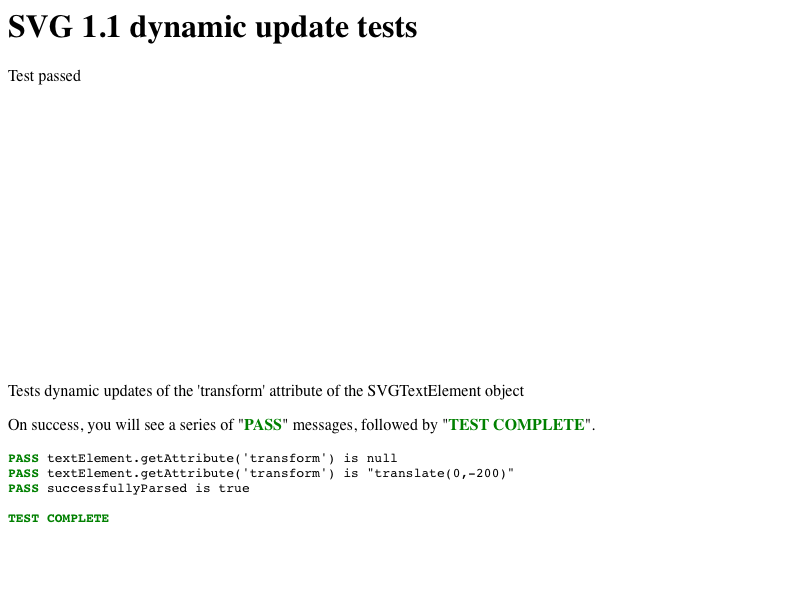 SVG 1.1 dynamic update tests
Test passed
Tests dynamic updates of the 'transform' attribute of the SVGTextElement object
On success, you will see a series of "PASS" messages, followed by "TEST COMPLETE".
PASS textElement.getAttribute('transform') is null
PASS textElement.getAttribute('transform') is "translate(0,-200)"
PASS successfullyParsed is true
TEST COMPLETE